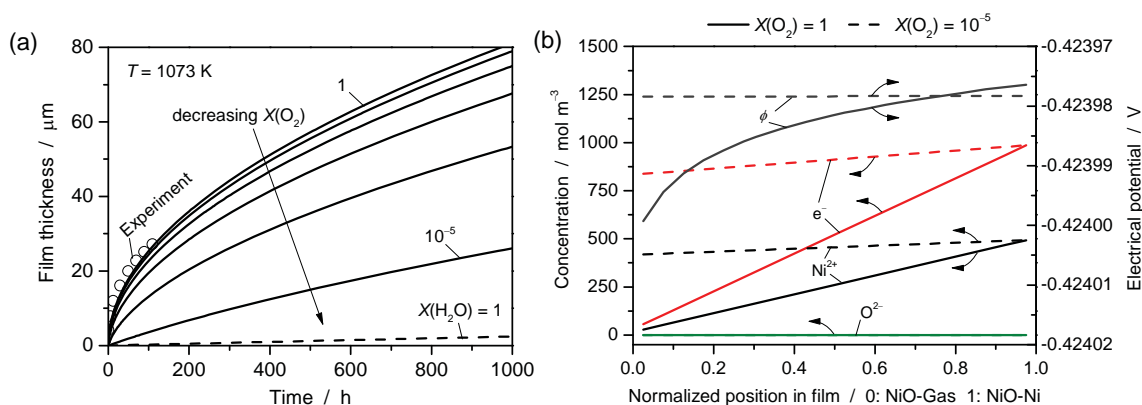 (a)
80
60
40
20
0
Film thickness / μm
T = 1073 K
1
decreasing X(O₂)
Experiment
10⁻⁵
X(H₂O) = 1
0 200 400 600 800 1000
Time / h
(b)
X(O₂) = 1 X(O₂) = 10⁻⁵
1500
1250
1000
750
500
250
0
Concentration / mol m⁻³
ϕ
e⁻
Ni²⁺
O²⁻
-0.42397
-0.42398
-0.42399
-0.42400
-0.42401
-0.42402
Electrical potential / V
0.0 0.2 0.4 0.6 0.8 1.0
Normalized position in film / 0: NiO-Gas 1: NiO-Ni